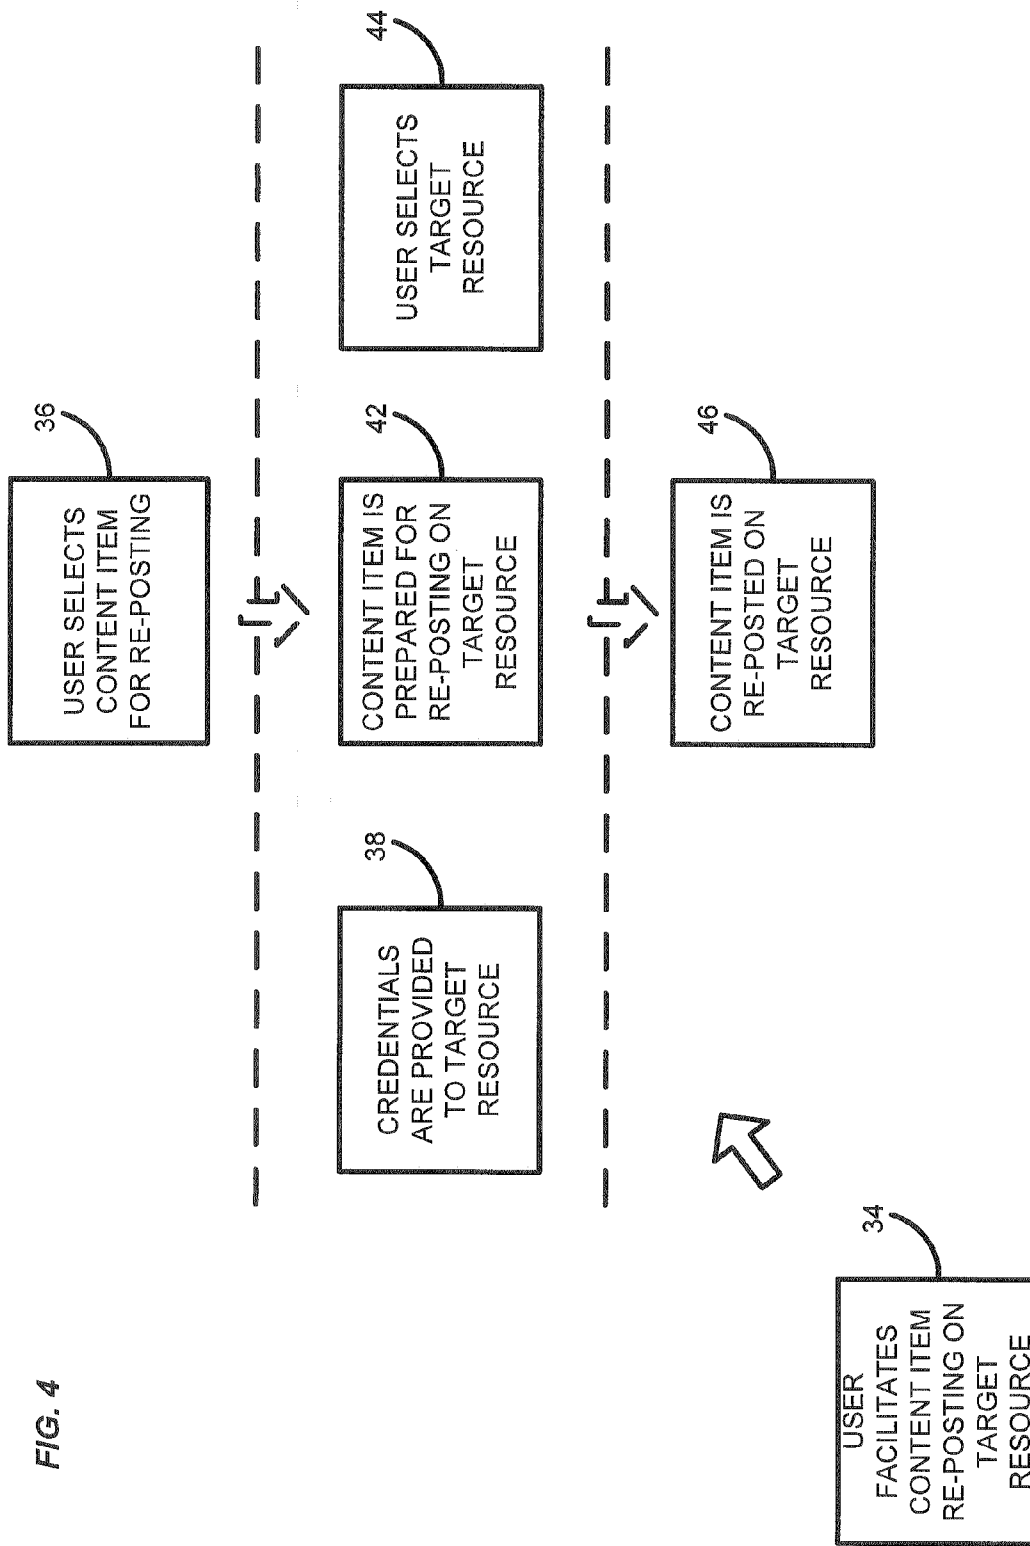 FIG. 4
36
USER SELECTS
CONTENT ITEM
FOR RE-POSTING
38
CREDENTIALS
ARE PROVIDED
TO TARGET
RESOURCE
42
CONTENT ITEM IS
PREPARED FOR
RE-POSTING ON
TARGET
RESOURCE
44
USER SELECTS
TARGET
RESOURCE
46
CONTENT ITEM IS
RE-POSTED ON
TARGET
RESOURCE
34
USER
FACILITATES
CONTENT ITEM
RE-POSTING ON
TARGET
RESOURCE